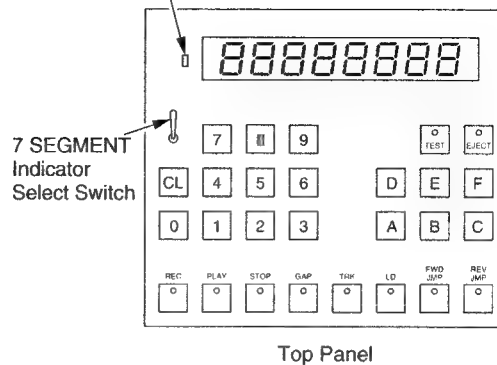 88888888
7 SEGMENT
Indicator
Select Switch
7 9 TEST EJECT
CL 4 5 6 D E F
0 1 2 3 A B C
REC PLAY STOP GAP TRK LD FWD JMP REV JMP
Top Panel